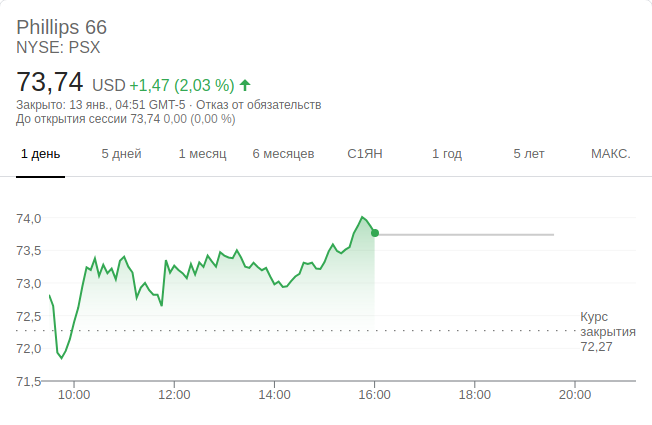 Phillips 66
NYSE: PSX
73,74 USD +1,47 (2,03 %)
Закрыто: 13 янв., 04:51 GMT-5 · Отказ от обязательств
До открытия сессии 73,74 0,00 (0,00 %)
1 день 5 дней 1 месяц 6 месяцев С1ЯН 1 год 5 лет МАКС.
74,0
73,5
73,0
72,5
72,0
71,5
Курс
закрытия
72,27
10:00 12:00 14:00 16:00 18:00 20:00